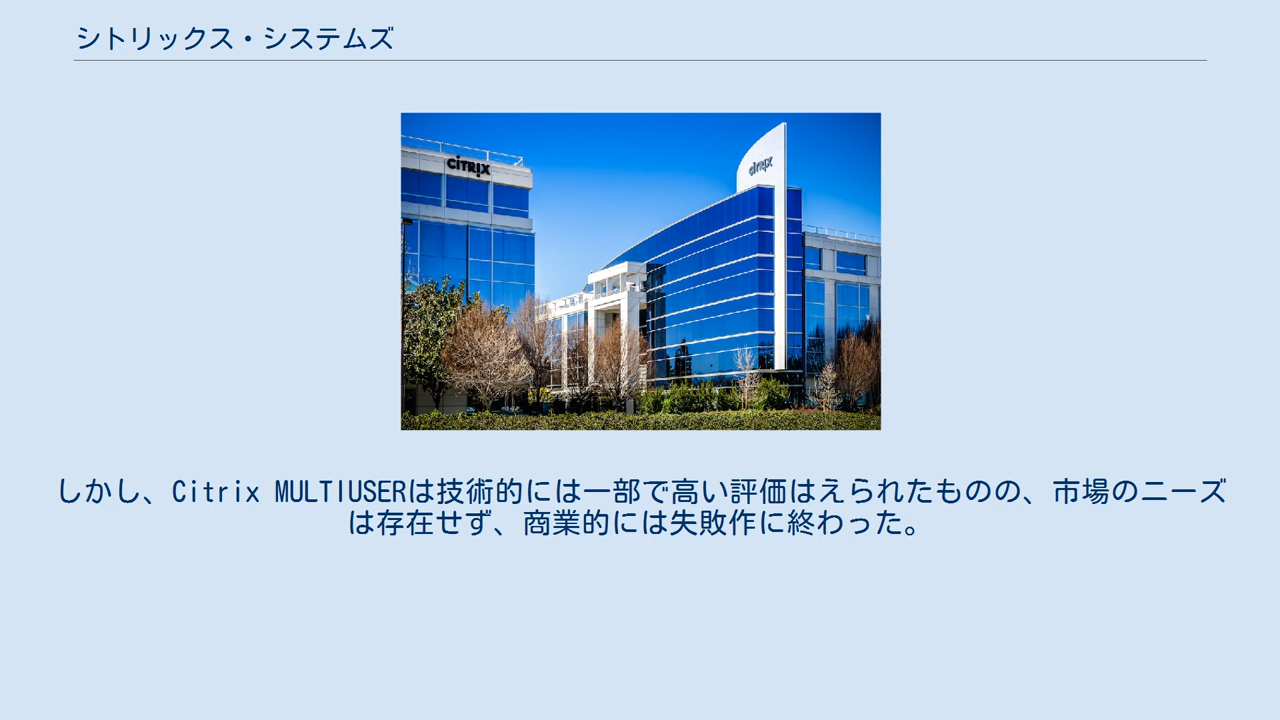 シトリックス・システムズ
CİTRIX
citrix
しかし、Citrix MULTIUSERは技術的には一部で高い評価はえられたものの、市場のニーズ
は存在せず、商業的には失敗作に終わった。